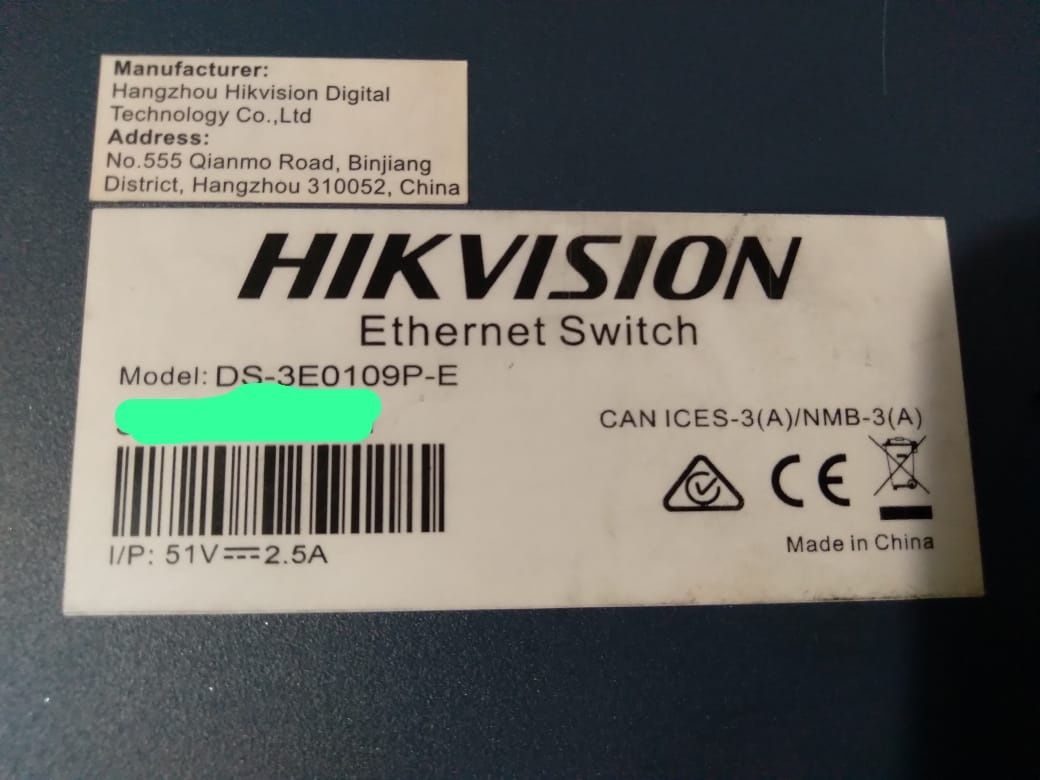 Manufacturer:
Hangzhou Hikvision Digital
Technology Co.,Ltd
Address:
No.555 Qianmo Road, Binjiang
District, Hangzhou 310052, China
HIKVISION
Ethernet Switch
Model: DS-3E0109P-E
CAN ICES-3(A)/NMB-3(A)
CE
I/P: 51V⎓2.5A
Made in China